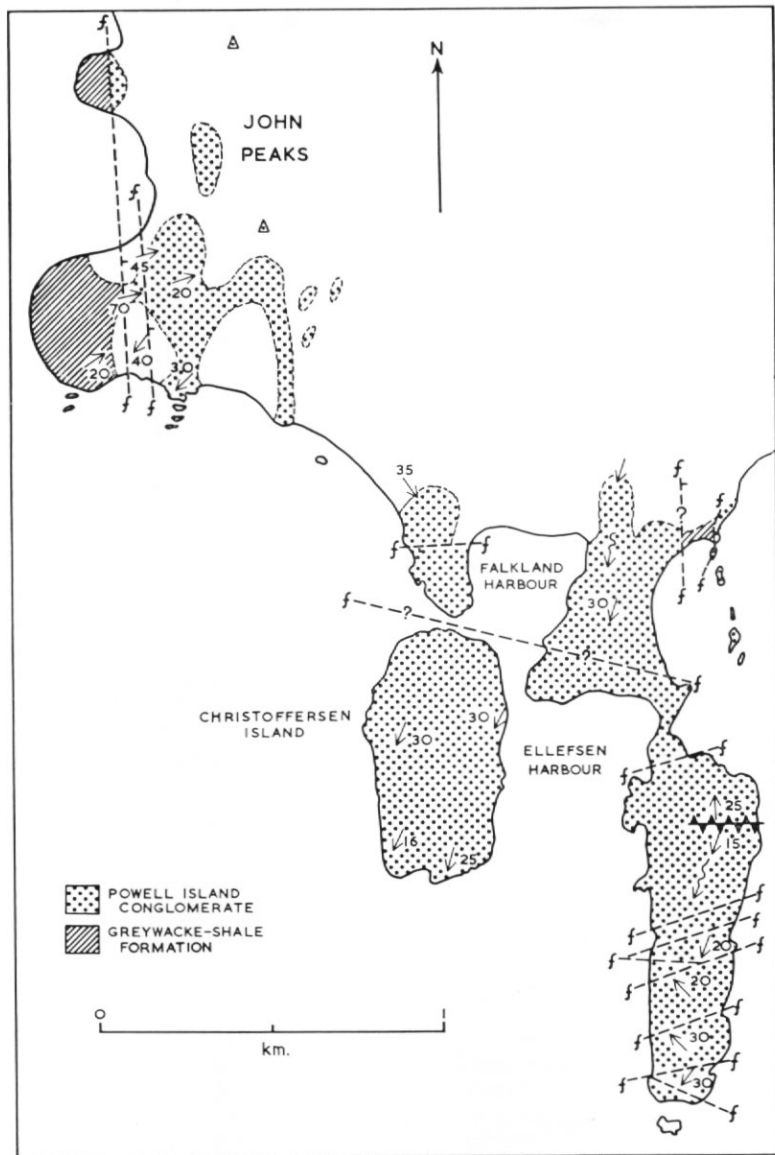 f
N
JOHN
PEAKS
f
45
20
70
40
20
30
f
f
35
f
f
?
f
f
f
FALKLAND
HARBOUR
f
f
f
?
30
?
f
CHRISTOFFERSEN
ISLAND
30
30
ELLEFSEN
HARBOUR
f
f
25
16
25
15
POWELL ISLAND
CONGLOMERATE
GREYWACKE-SHALE
FORMATION
f
f
f
20
f
f
f
20
O
I
km.
f
f
30
f
f
30
f